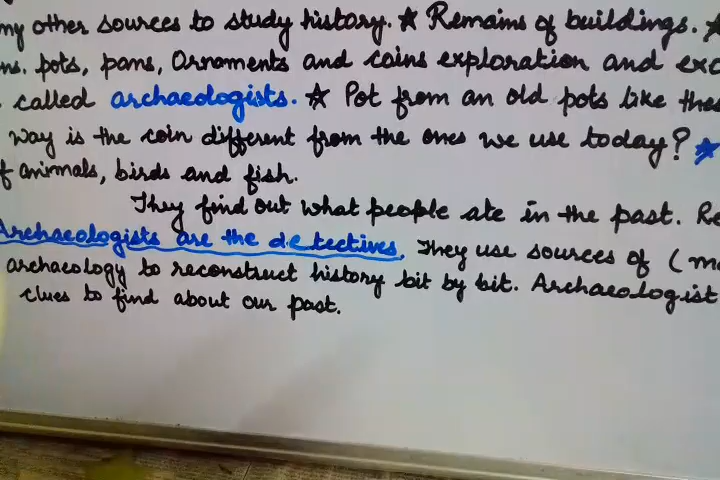 my other sources to study history. ★ Remains of buildings. ★
ns. pots, pans, Ornaments and coins exploration and exc
called archaeologists. ★ Pot from an old pots like thes
way is the coin different from the ones we use today? ★
f animals, birds and fish.
They find out what people ate in the past. Re
Archaeologists are the detectives. They use sources of (ma
archaeology to reconstruct history bit by bit. Archaeologist
clues to find about our past.